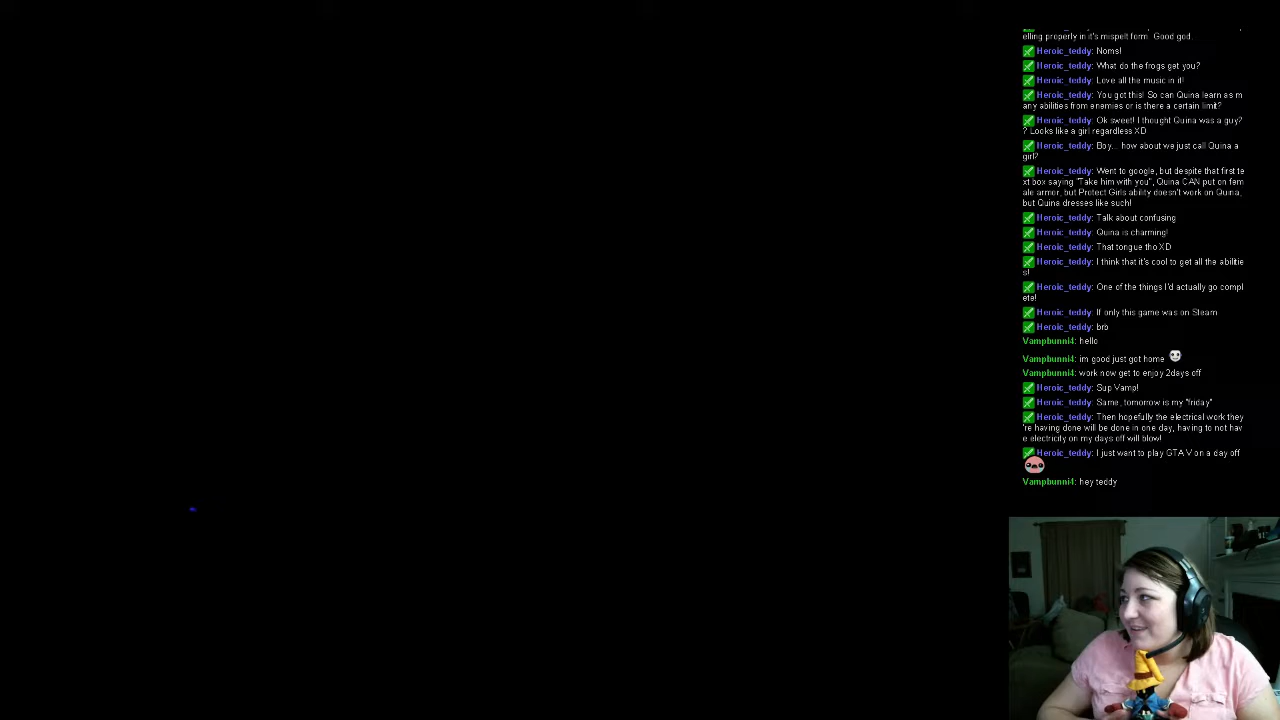 elling properly in it's mispelt form. Good god.
Heroic_teddy: Noms!
Heroic_teddy: What do the frogs get you?
Heroic_teddy: Love all the music in it!
Heroic_teddy: You got this! So can Quina learn as m
any abilities from enemies or is there a certain limit?
Heroic_teddy: Ok sweet! I thought Quina was a guy?
? Looks like a girl regardless XD
Heroic_teddy: Boy... how about we just call Quina a
girl?
Heroic_teddy: Went to google, but despite that first te
xt box saying "Take him with you", Quina CAN put on fem
ale armor, but Protect Girls ability doesn't work on Quina,
but Quina dresses like such!
Heroic_teddy: Talk about confusing
Heroic_teddy: Quina is charming!
Heroic_teddy: That tongue tho XD
Heroic_teddy: I think that it's cool to get all the abilitie
s!
Heroic_teddy: One of the things I'd actually go compl
ete!
Heroic_teddy: If only this game was on Steam
Heroic_teddy: brb
Vampbunni4: hello
Vampbunni4: im good just got home
Vampbunni4: work now get to enjoy 2days off
Heroic_teddy: Sup Vamp!
Heroic_teddy: Same, tomorrow is my "friday"
Heroic_teddy: Then hopefully the electrical work they
're having done will be done in one day, having to not hav
e electricity on my days off will blow!
Heroic_teddy: I just want to play GTA V on a day off
Vampbunni4: hey teddy